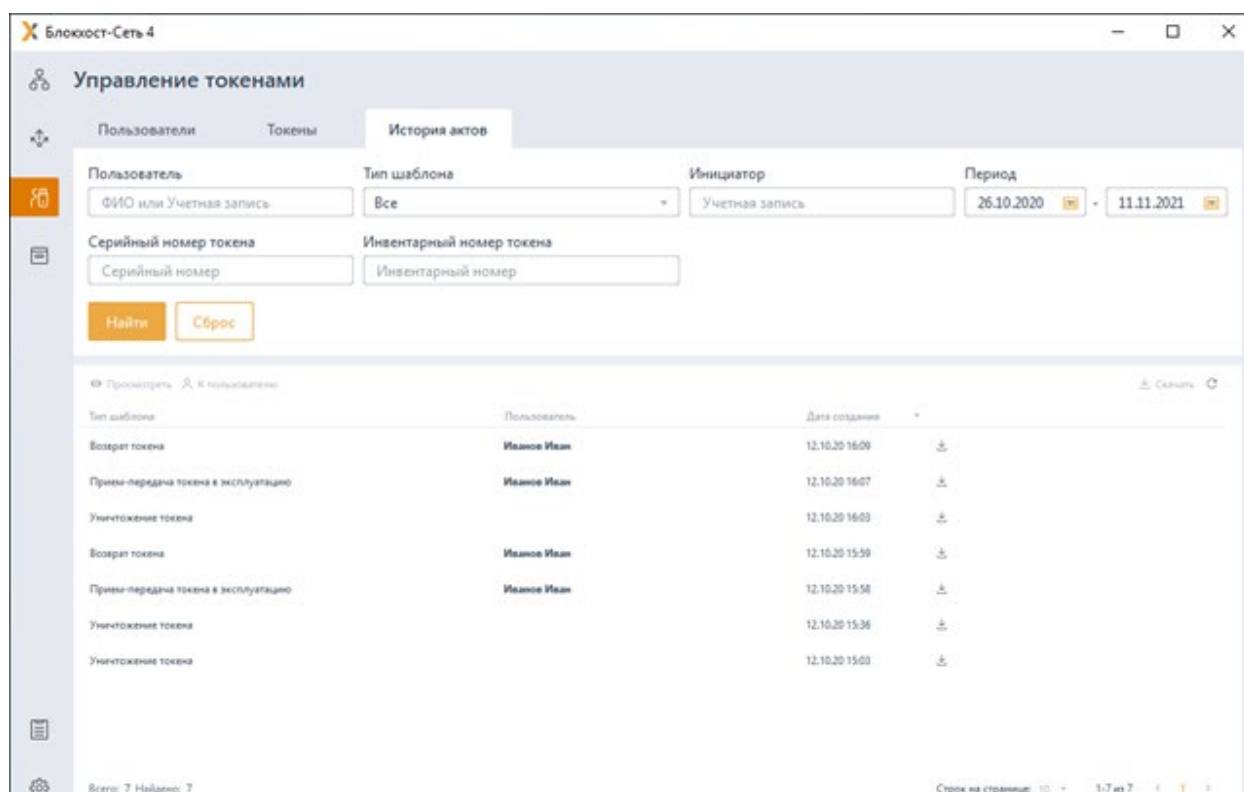 Блокхост-Сеть 4
Управление токенами
Пользователи Токены История актов
Пользователь Тип шаблона Инициатор Период
ФИО или Учетная запись Все Учетная запись 26.10.2020 - 11.11.2021
Серийный номер токена Инвентарный номер токена
Серийный номер Инвентарный номер
Найти Сброс
Просмотреть К пользователю Скачать
Тип шаблона Пользователь Дата создания
Возврат токена Иванов Иван 12.10.20 16:09
Прием-передача токена в эксплуатацию Иванов Иван 12.10.20 16:07
Уничтожение токена 12.10.20 16:03
Возврат токена Иванов Иван 12.10.20 15:59
Прием-передача токена в эксплуатацию Иванов Иван 12.10.20 15:58
Уничтожение токена 12.10.20 15:36
Уничтожение токена 12.10.20 15:03
Всего: 7 Найдено: 7 Строк на странице: 10 1-7 из 7 1